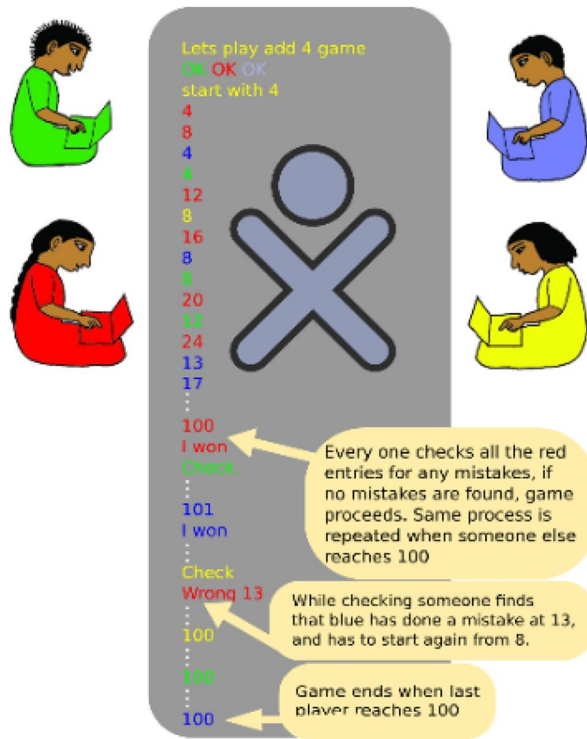 Lets play add 4 game
OK OK OK
start with 4
4
8
4
4
12
8
16
8
8
20
12
24
13
17
100
I won
Check.
101
I won
Check
Wrong 13
100
100
100
Every one checks all the red
entries for any mistakes, if
no mistakes are found, game
proceeds. Same process is
repeated when someone else
reaches 100
While checking someone finds
that blue has done a mistake at 13,
and has to start again from 8.
Game ends when last
player reaches 100